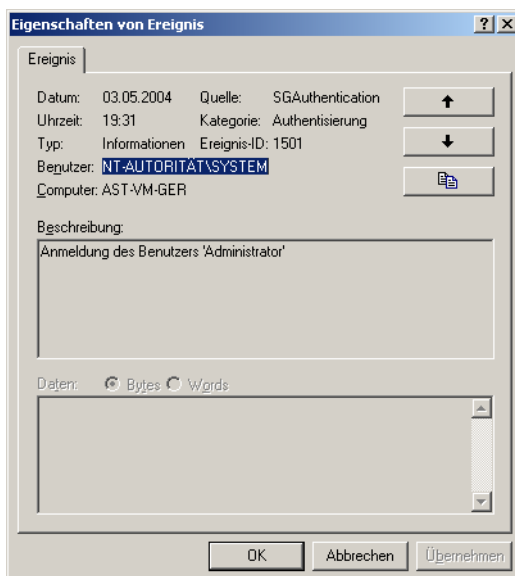 Eigenschaften von Ereignis
Ereignis
Datum: 03.05.2004 Quelle: SGAuthentication
Uhrzeit: 19:31 Kategorie: Authentisierung
Typ: Informationen Ereignis-ID: 1501
Benutzer: NT-AUTORITÄT\SYSTEM
Computer: AST-VM-GER
Beschreibung:
Anmeldung des Benutzers 'Administrator'
Daten: Bytes Words
OK Abbrechen Übernehmen